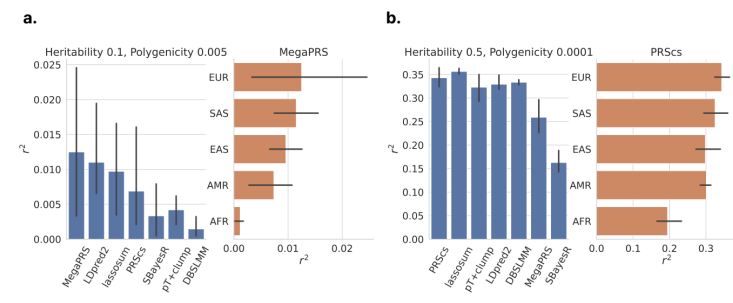 a.
Heritability 0.1, Polygenicity 0.005
MegaPRS
0.025
0.020
0.015
0.010
0.005
0.000
r²
MegaPRS
LDpred2
lassosum
PRScs
SBayesR
pT+clump
DBSLMM
EUR
SAS
EAS
AMR
AFR
0.00
0.01
0.02
r²
b.
Heritability 0.5, Polygenicity 0.0001
PRScs
0.35
0.30
0.25
0.20
0.15
0.10
0.05
0.00
r²
PRScs
lassosum
pT+clump
LDpred2
DBSLMM
MegaPRS
SBayesR
EUR
SAS
EAS
AMR
AFR
0.0
0.1
0.2
0.3
r²